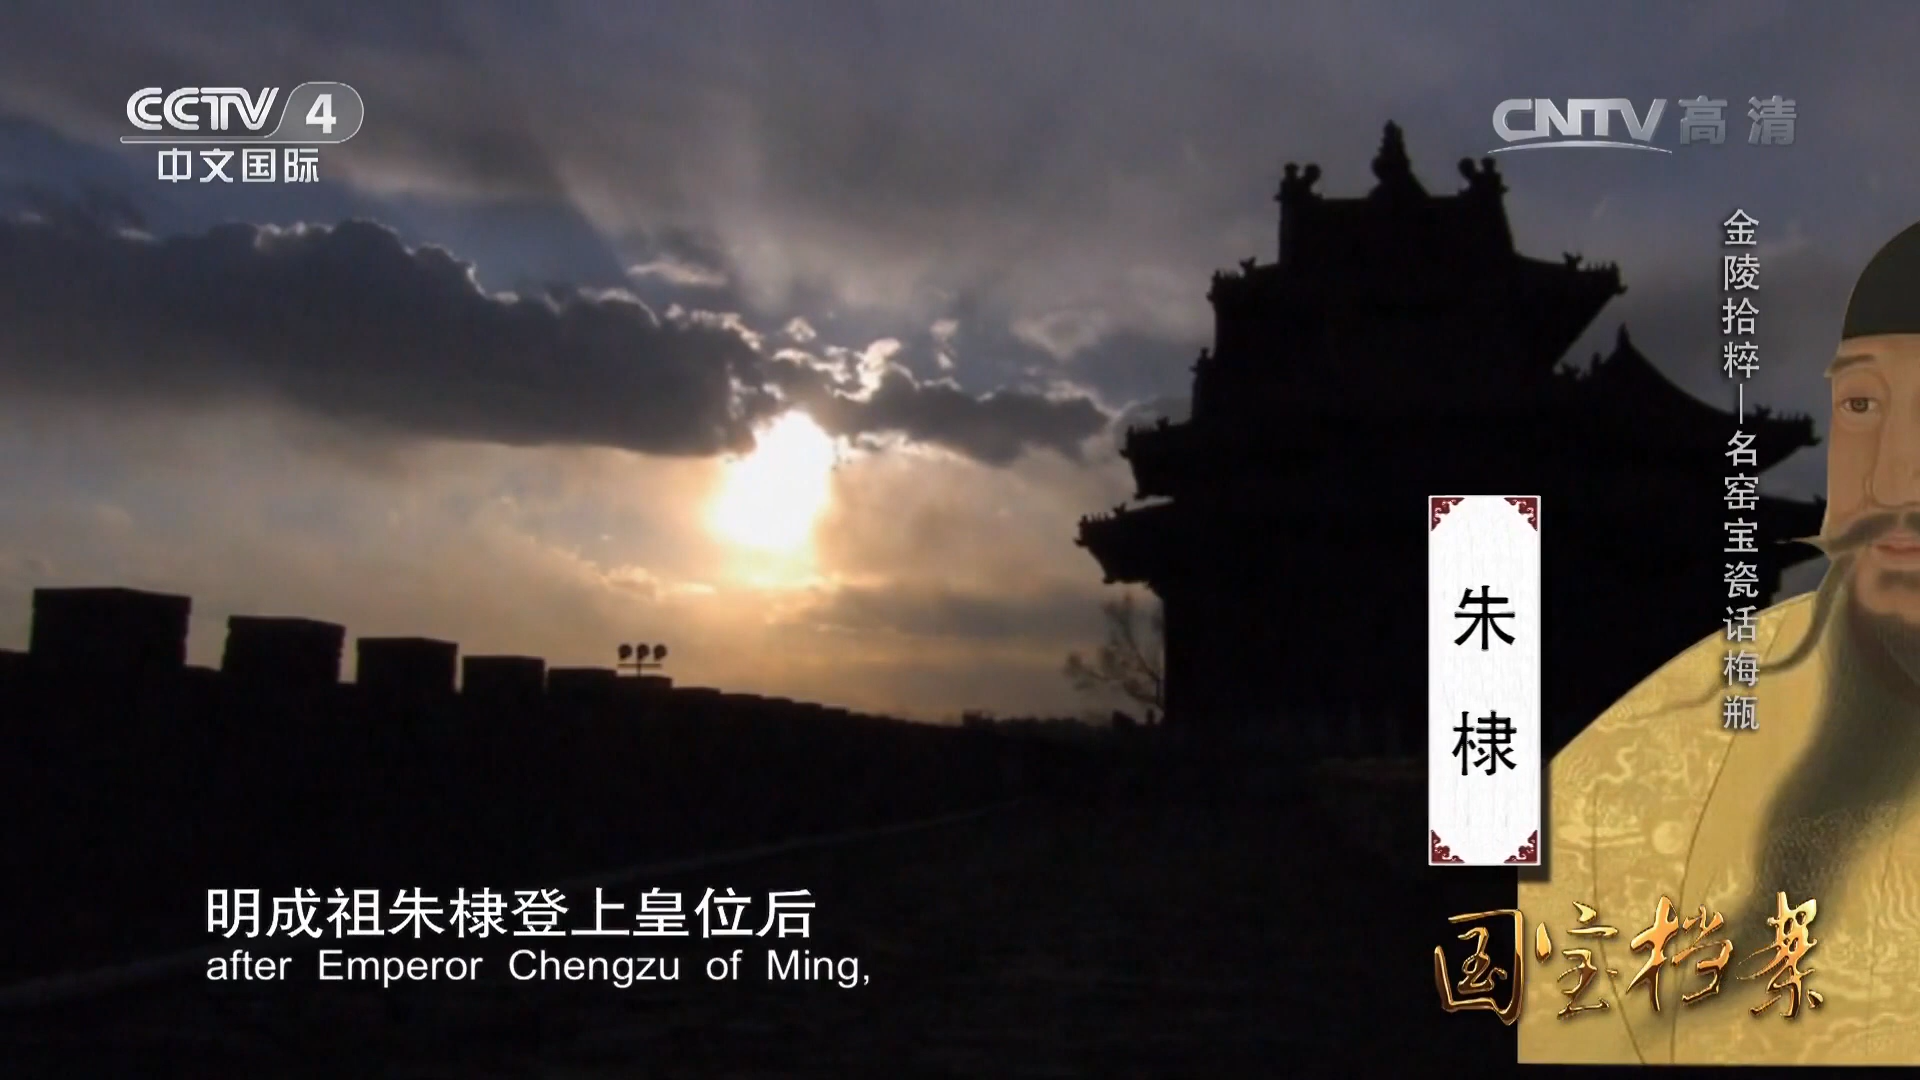 CCTV 4
中文国际
CNTV高清
金陵拾粹—名窑宝瓷话梅瓶
朱棣
明成祖朱棣登上皇位后
after Emperor Chengzu of Ming,
国宝档案